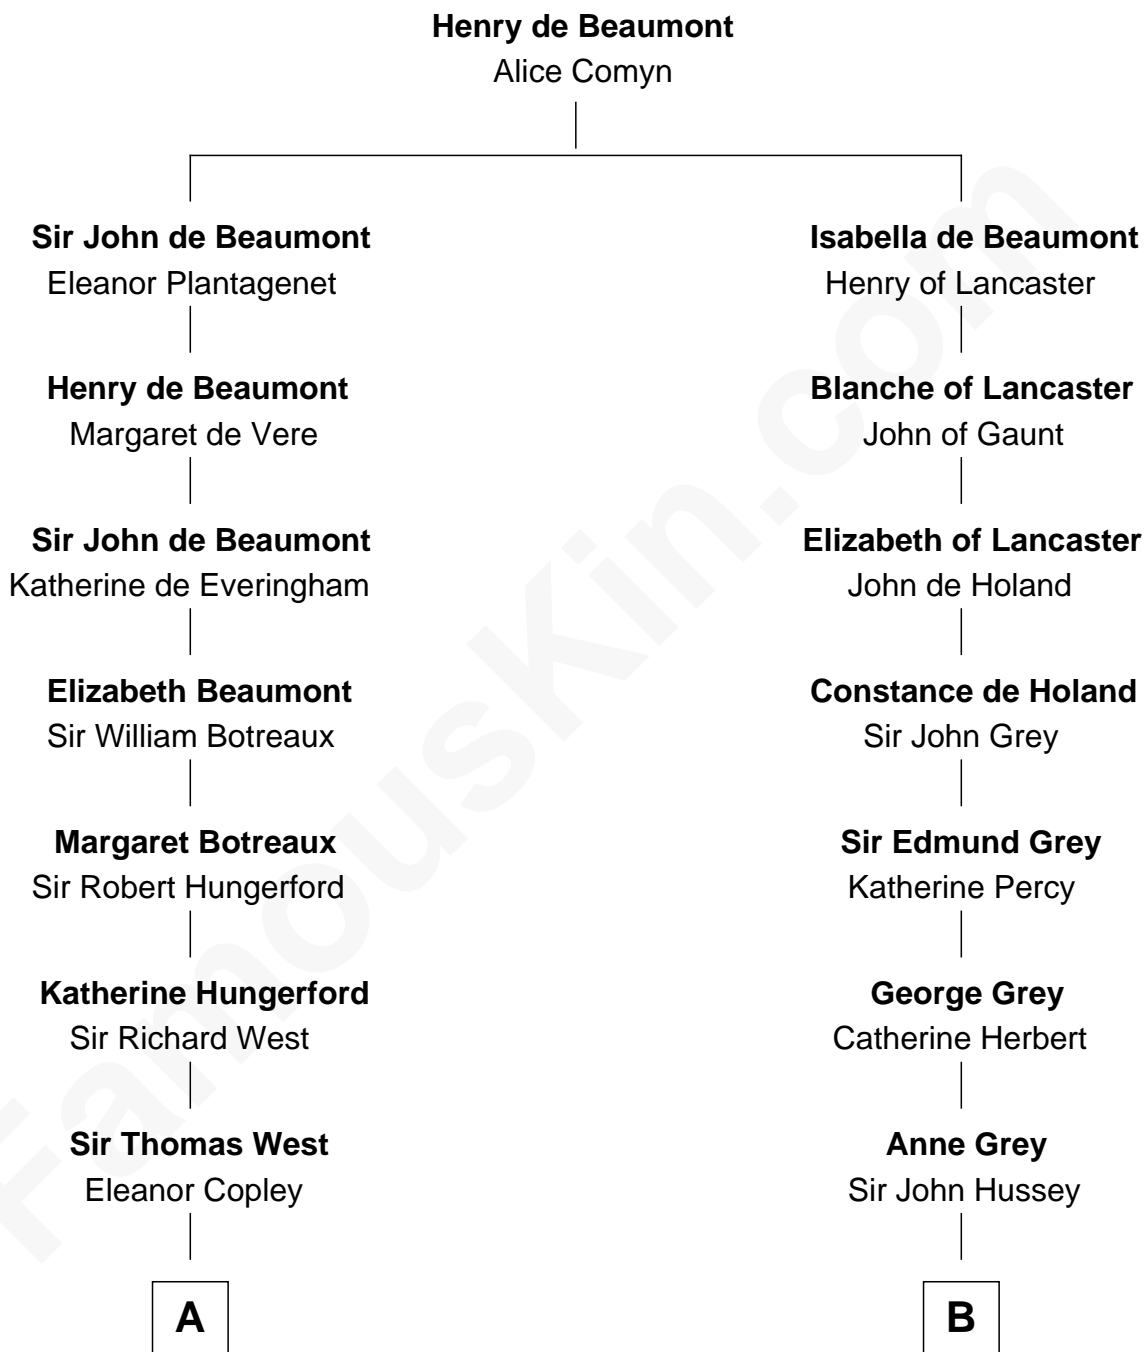 Henry de Beaumont
Alice Comyn
Sir John de Beaumont
Eleanor Plantagenet
Henry de Beaumont
Margaret de Vere
Sir John de Beaumont
Katherine de Everingham
Elizabeth Beaumont
Sir William Botreaux
Margaret Botreaux
Sir Robert Hungerford
Katherine Hungerford
Sir Richard West
Sir Thomas West
Eleanor Copley
A
Isabella de Beaumont
Henry of Lancaster
Blanche of Lancaster
John of Gaunt
Elizabeth of Lancaster
John de Holand
Constance de Holand
Sir John Grey
Sir Edmund Grey
Katherine Percy
George Grey
Catherine Herbert
Anne Grey
Sir John Hussey
B
FamousKin.com